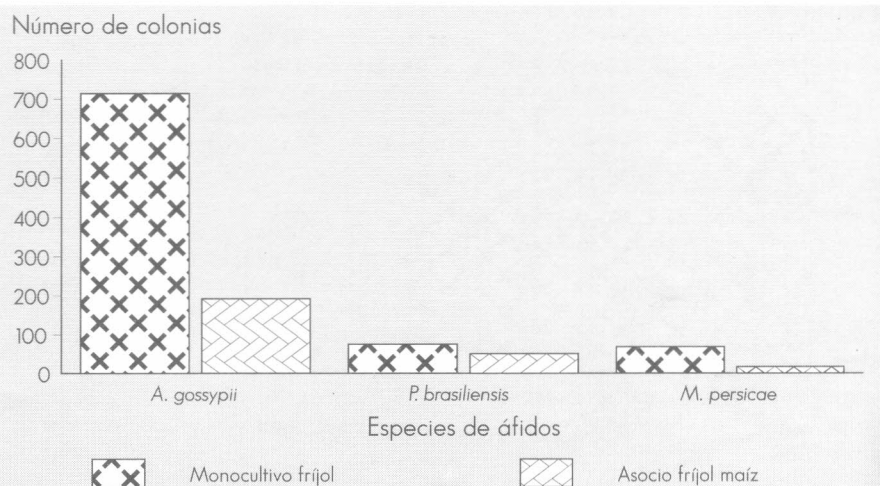 Número de colonias
800
700
600
500
400
300
200
100
0
A. gossypii P. brasiliensis M. persicae
Especies de áfidos
Monocultivo fríjol Asocio fríjol maíz